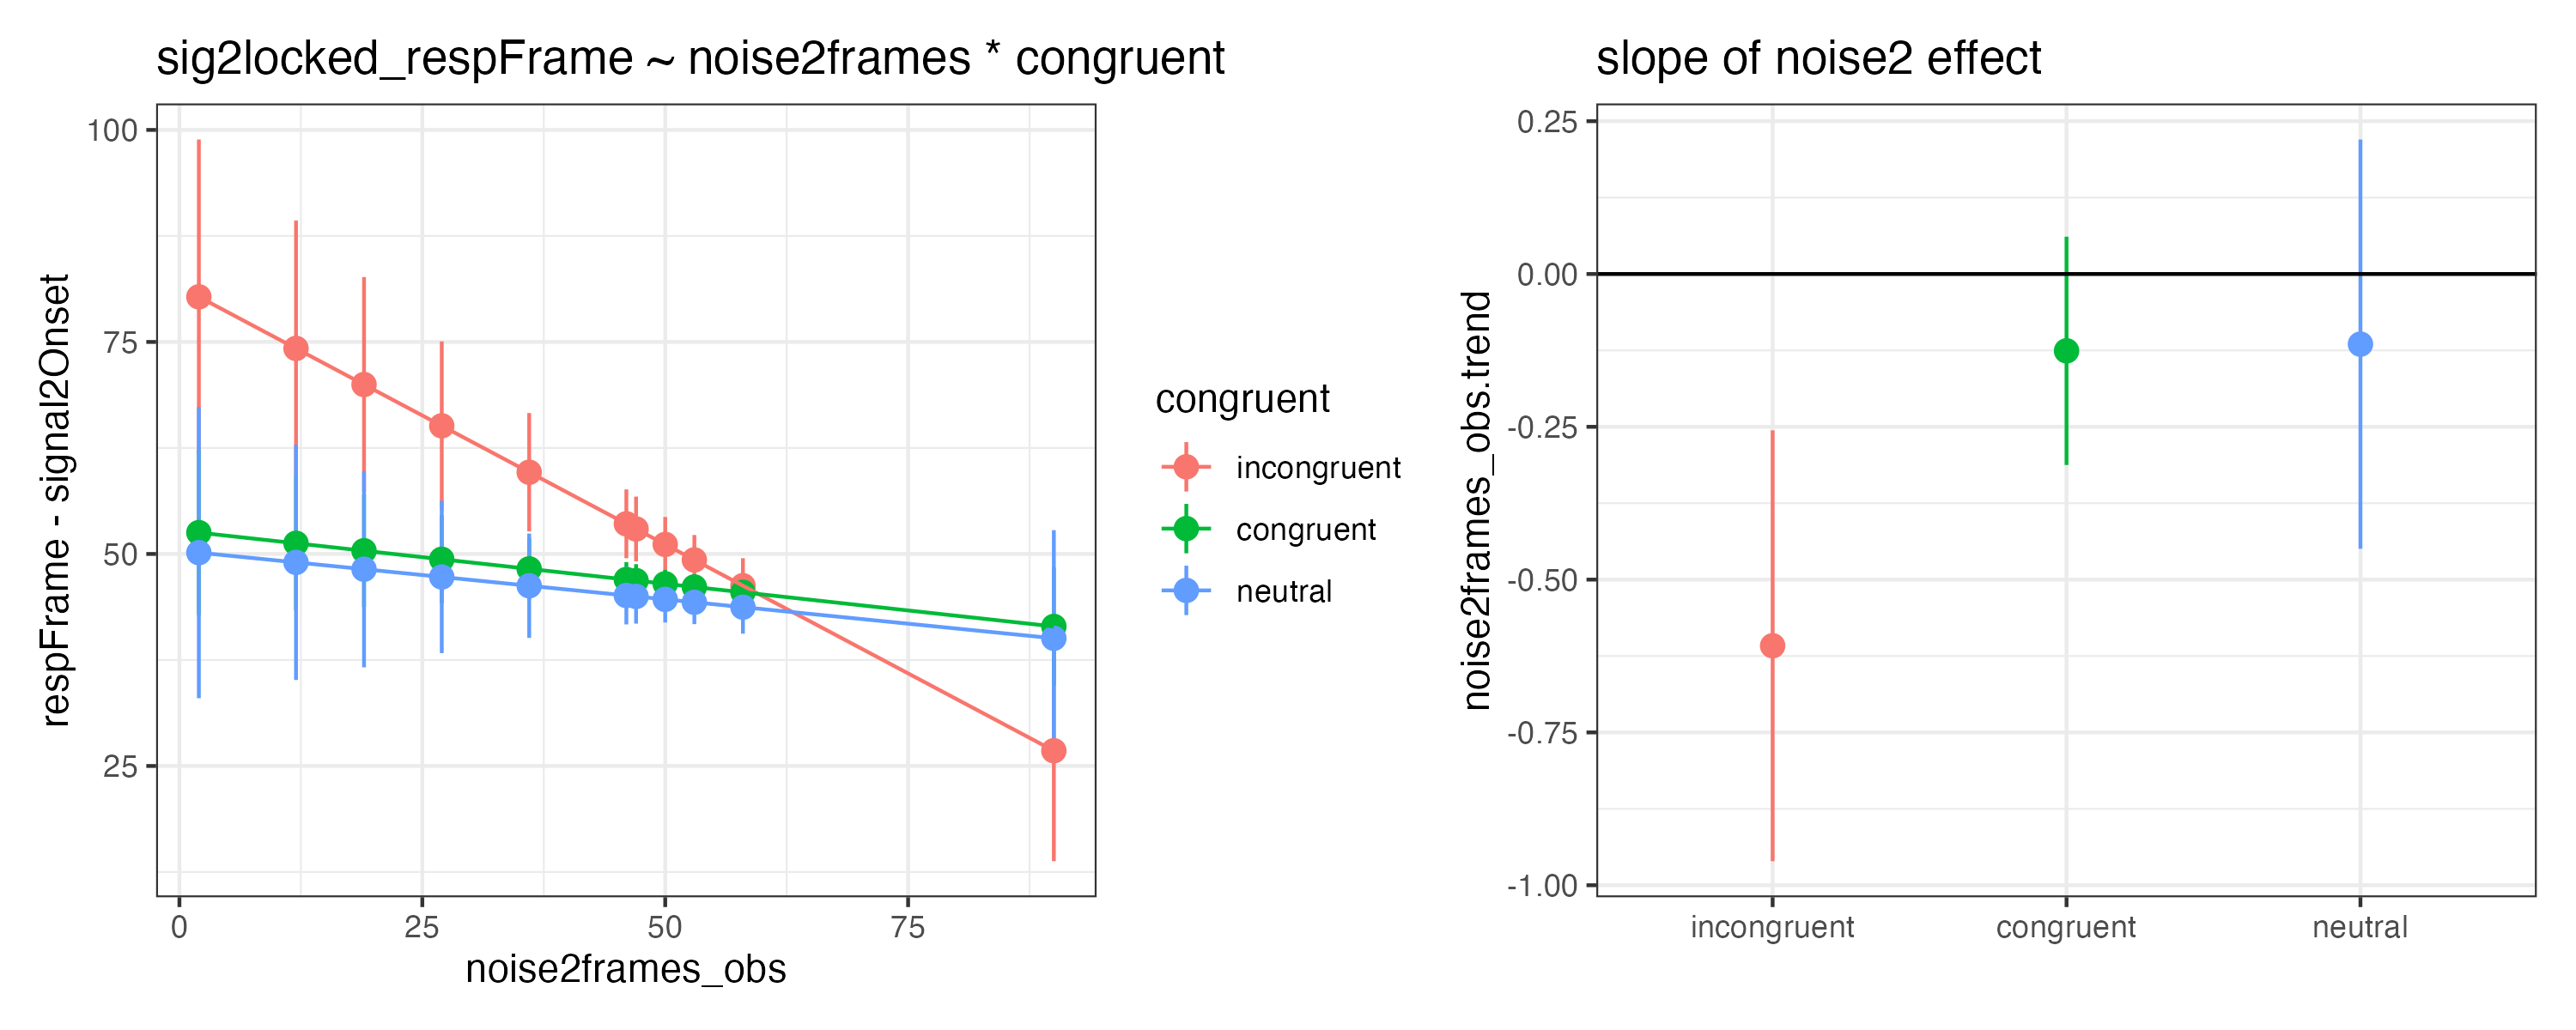 sig2locked_respFrame ~ noise2frames * congruent
respFrame - signal2Onset
100
75
50
25
0
25
50
75
noise2frames_obs
congruent
incongruent
congruent
neutral
slope of noise2 effect
noise2frames_obs.trend
0.25
0.00
-0.25
-0.50
-0.75
-1.00
incongruent
congruent
neutral